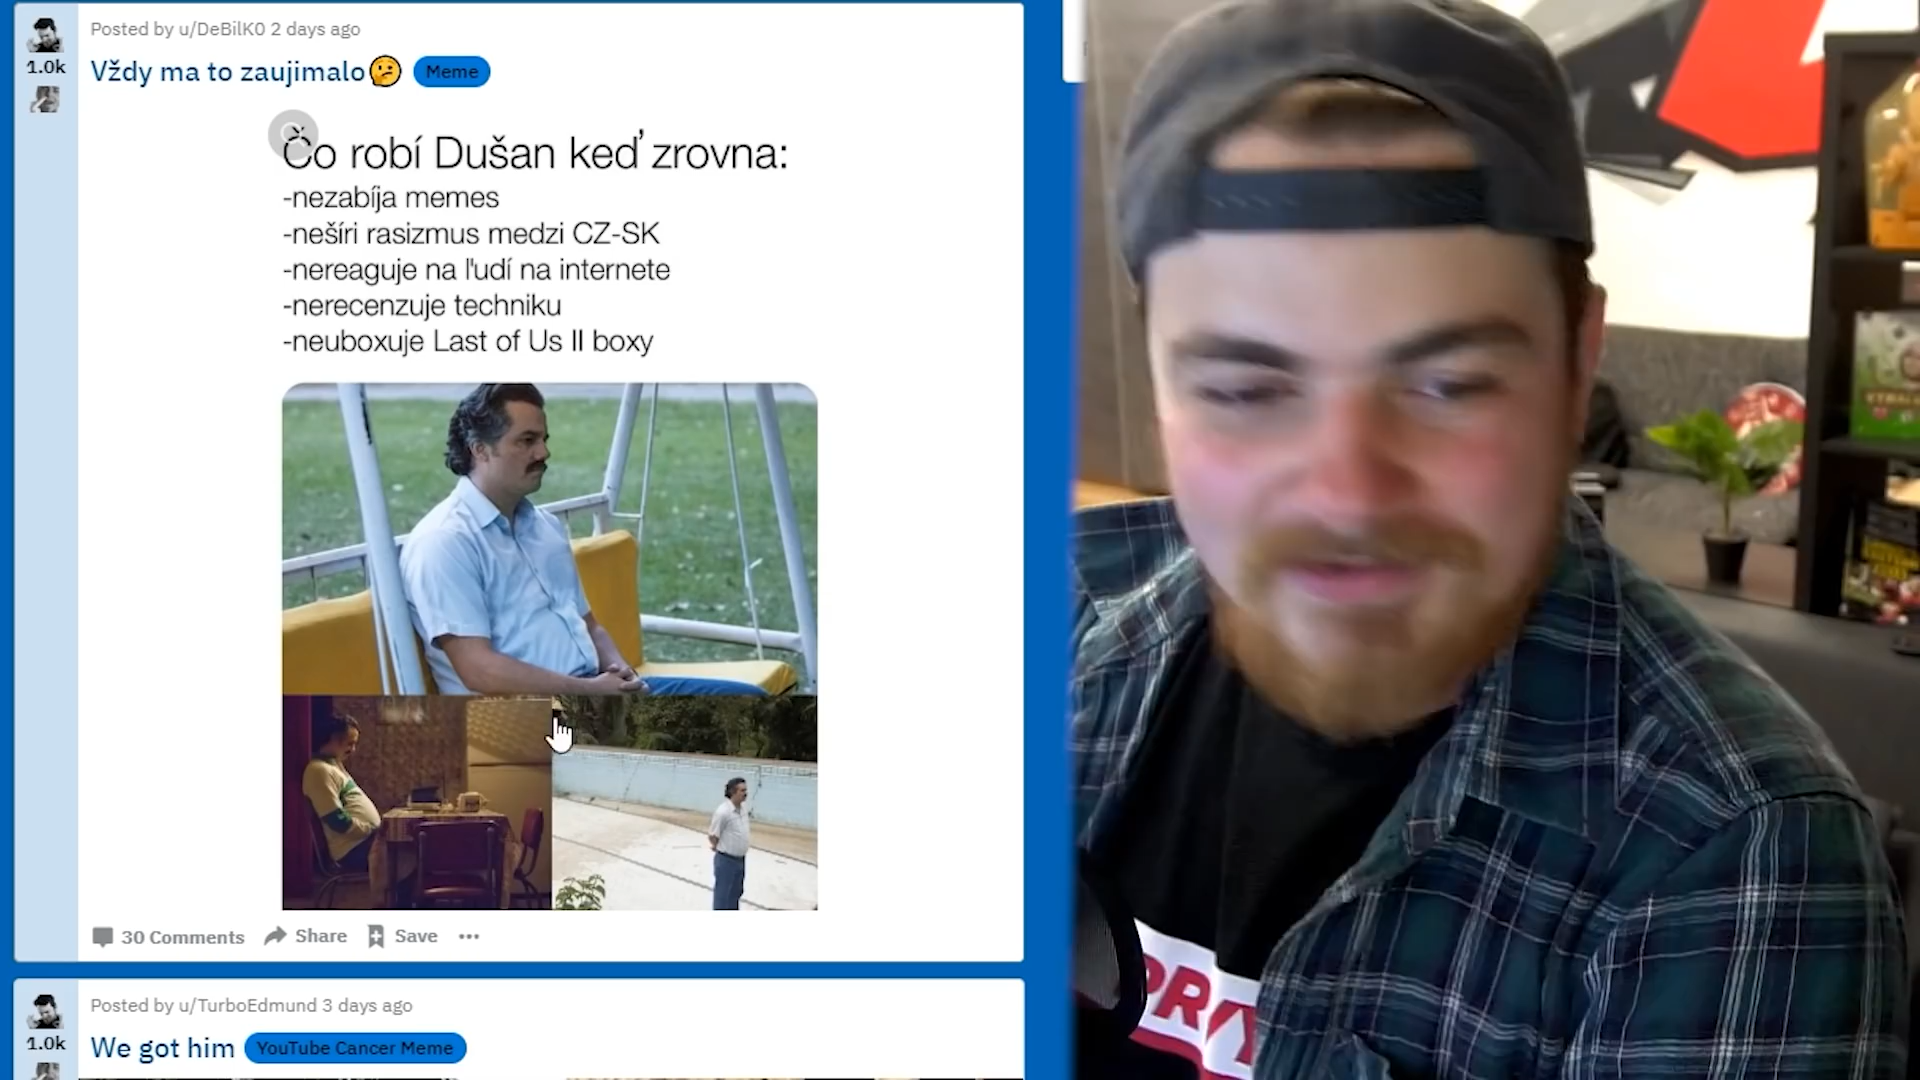 Posted by u/DeBilK0 2 days ago
1.0k
Vždy ma to zaujimalo🤔 Meme
Čo robí Dušan keď zrovna:
-nezabíja memes
-nešíri rasizmus medzi CZ-SK
-nereaguje na ľudí na internete
-nerecenzuje techniku
-neuboxuje Last of Us II boxy
30 Comments Share Save
Posted by u/TurboEdmund 3 days ago
1.0k
We got him YouTube Cancer Meme